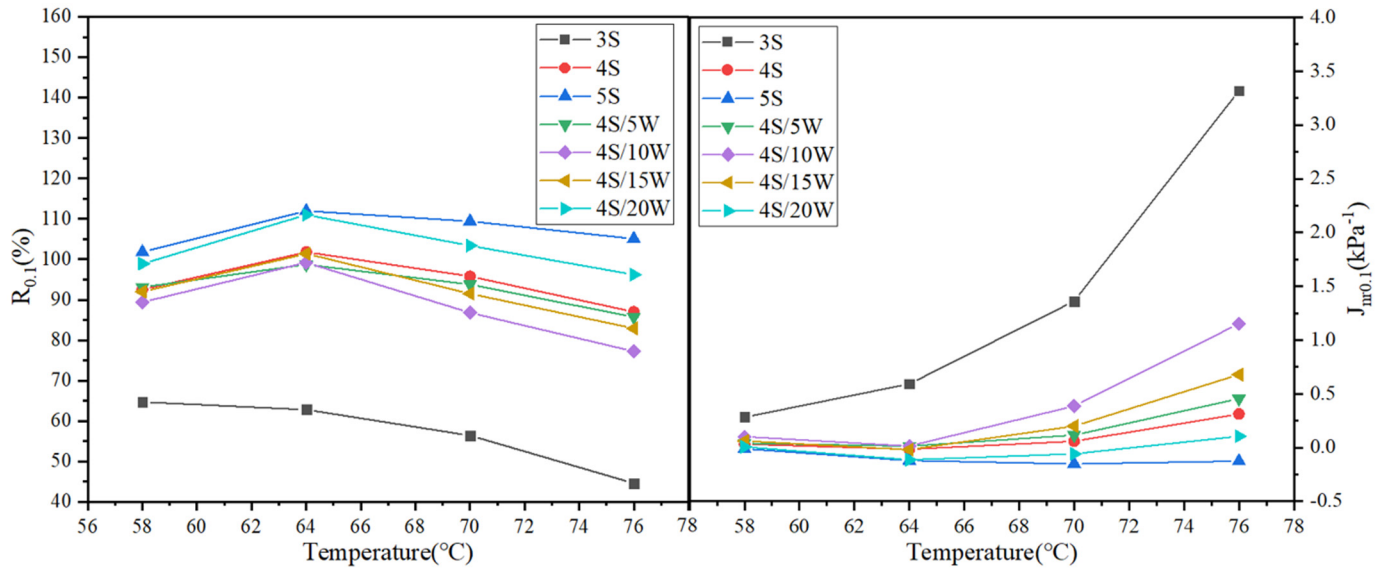 160
150
140
130
120
110
100
90
80
70
60
50
40
R0.1(%)
3S
4S
5S
4S/5W
4S/10W
4S/15W
4S/20W
56 58 60 62 64 66 68 70 72 74 76 78
Temperature(℃)
3S
4S
5S
4S/5W
4S/10W
4S/15W
4S/20W
58 60 62 64 66 68 70 72 74 76 78
Temperature(℃)
4.0
3.5
3.0
2.5
2.0
1.5
1.0
0.5
0.0
-0.5
Jnr0.1(kPa-1)